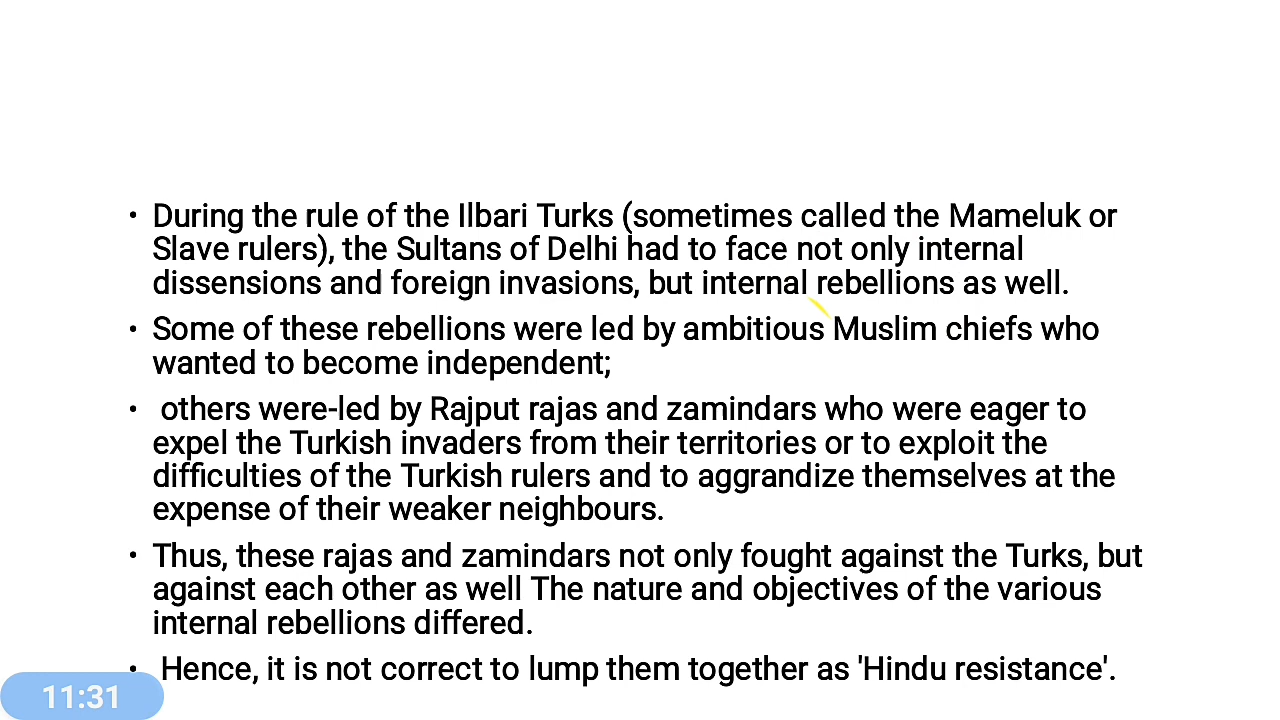 • During the rule of the Ilbari Turks (sometimes called the Mameluk or
Slave rulers), the Sultans of Delhi had to face not only internal
dissensions and foreign invasions, but internal rebellions as well.
• Some of these rebellions were led by ambitious Muslim chiefs who
wanted to become independent;
• others were-led by Rajput rajas and zamindars who were eager to
expel the Turkish invaders from their territories or to exploit the
difficulties of the Turkish rulers and to aggrandize themselves at the
expense of their weaker neighbours.
• Thus, these rajas and zamindars not only fought against the Turks, but
against each other as well The nature and objectives of the various
internal rebellions differed.
• Hence, it is not correct to lump them together as 'Hindu resistance'.
11:31